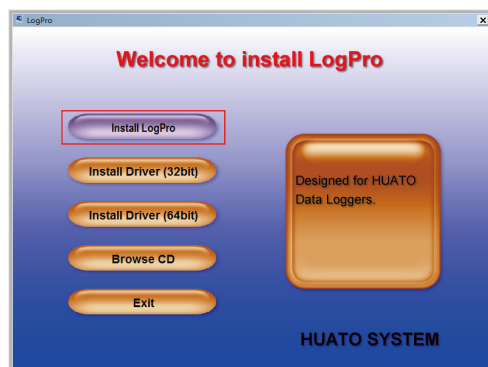 LogPro
Welcome to install LogPro
Install LogPro
Install Driver (32bit)
Install Driver (64bit)
Browse CD
Exit
Designed for HUATO
Data Loggers.
HUATO SYSTEM